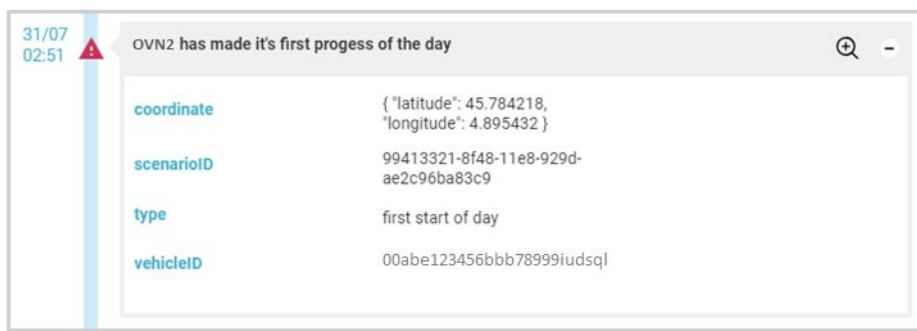 31/07
02:51
OVN2 has made it's first progess of the day
coordinate
{ "latitude": 45.784218,
"longitude": 4.895432 }
scenarioID
99413321-8f48-11e8-929d-
ae2c96ba83c9
type
first start of day
vehicleID
00abe123456bbb78999iudsql